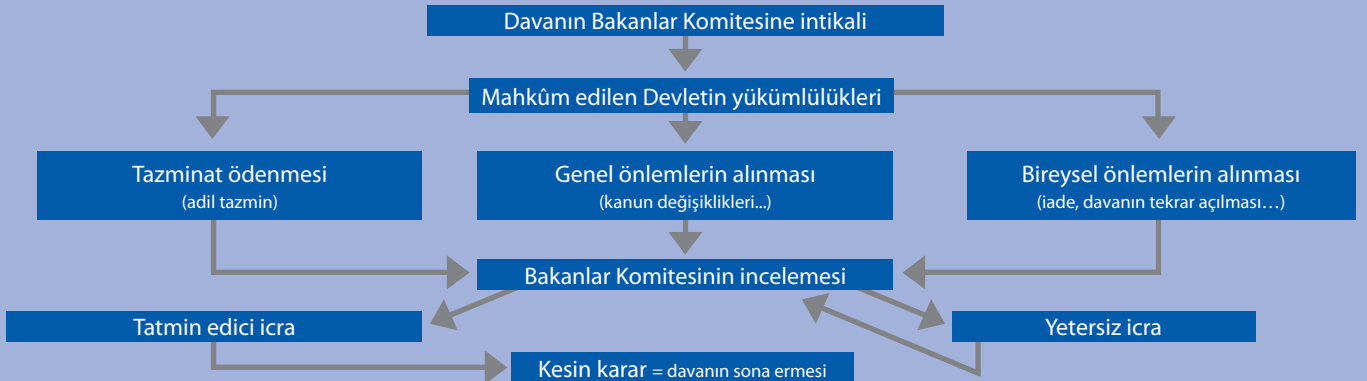 Davanın Bakanlar Komitesine intikali
Mahkûm edilen Devletin yükümlülükleri
Tazminat ödenmesi
(adil tazmin)
Genel önlemlerin alınması
(kanun değişiklikleri...)
Bireysel önlemlerin alınması
(iade, davanın tekrar açılması…)
Bakanlar Komitesinin incelemesi
Tatmin edici icra
Yetersiz icra
Kesin karar = davanın sona ermesi